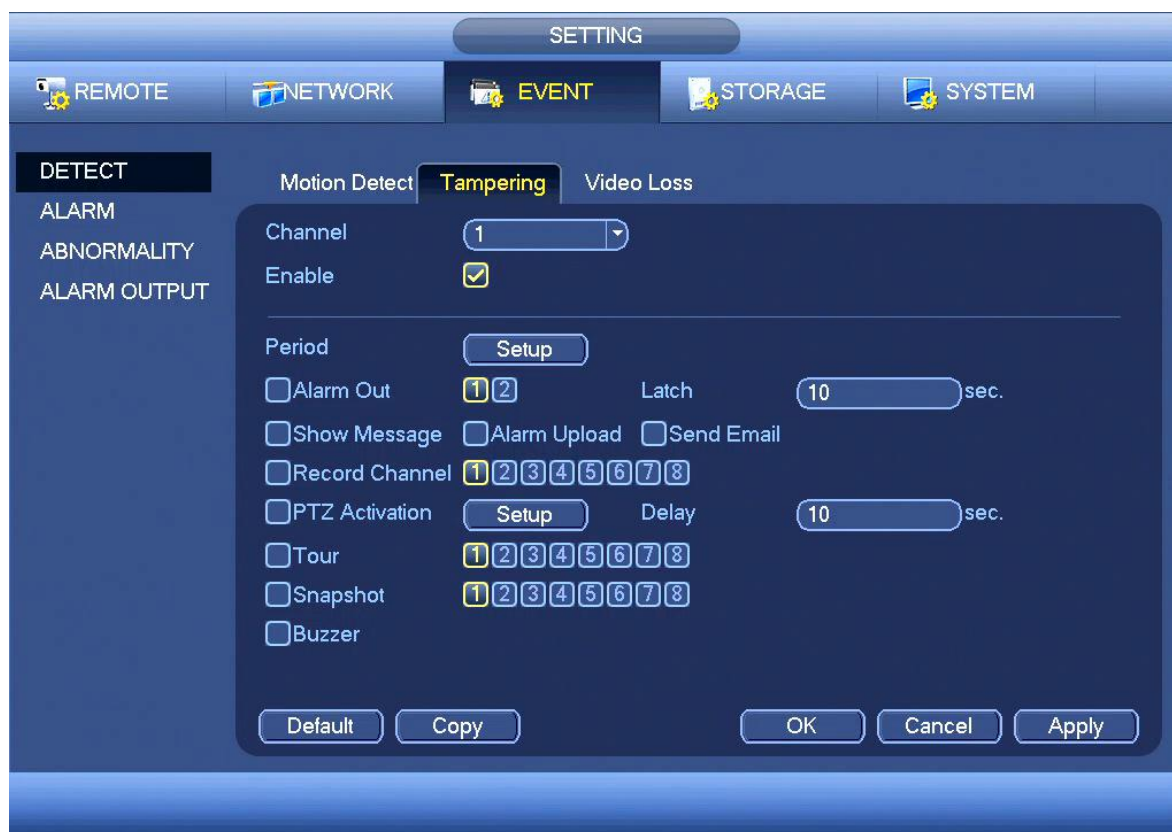 SETTING
REMOTE NETWORK EVENT STORAGE SYSTEM
DETECT
ALARM
ABNORMALITY
ALARM OUTPUT
Motion Detect Tampering Video Loss
Channel 1
Enable
Period Setup
Alarm Out 1 2 Latch 10 sec.
Show Message Alarm Upload Send Email
Record Channel 1 2 3 4 5 6 7 8
PTZ Activation Setup Delay 10 sec.
Tour 1 2 3 4 5 6 7 8
Snapshot 1 2 3 4 5 6 7 8
Buzzer
Default Copy OK Cancel Apply